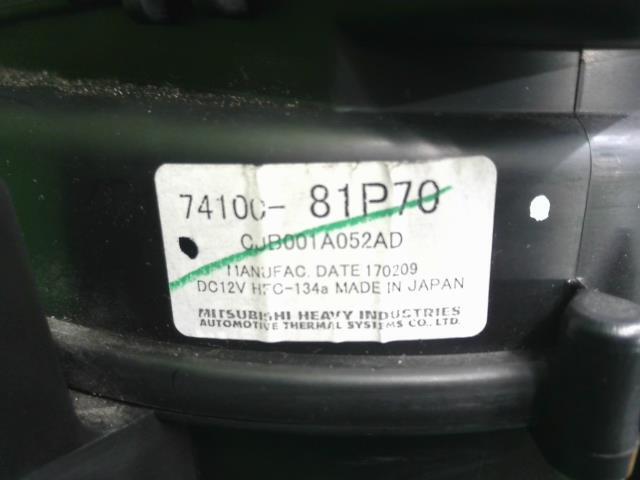 7410C- 81P70
CJB001A052AD
MANUFAC. DATE 170209
DC12V HFC-134a MADE IN JAPAN
MITSUBISHI HEAVY INDUSTRIES
AUTOMOTIVE THERMAL SYSTEMS CO., LTD.